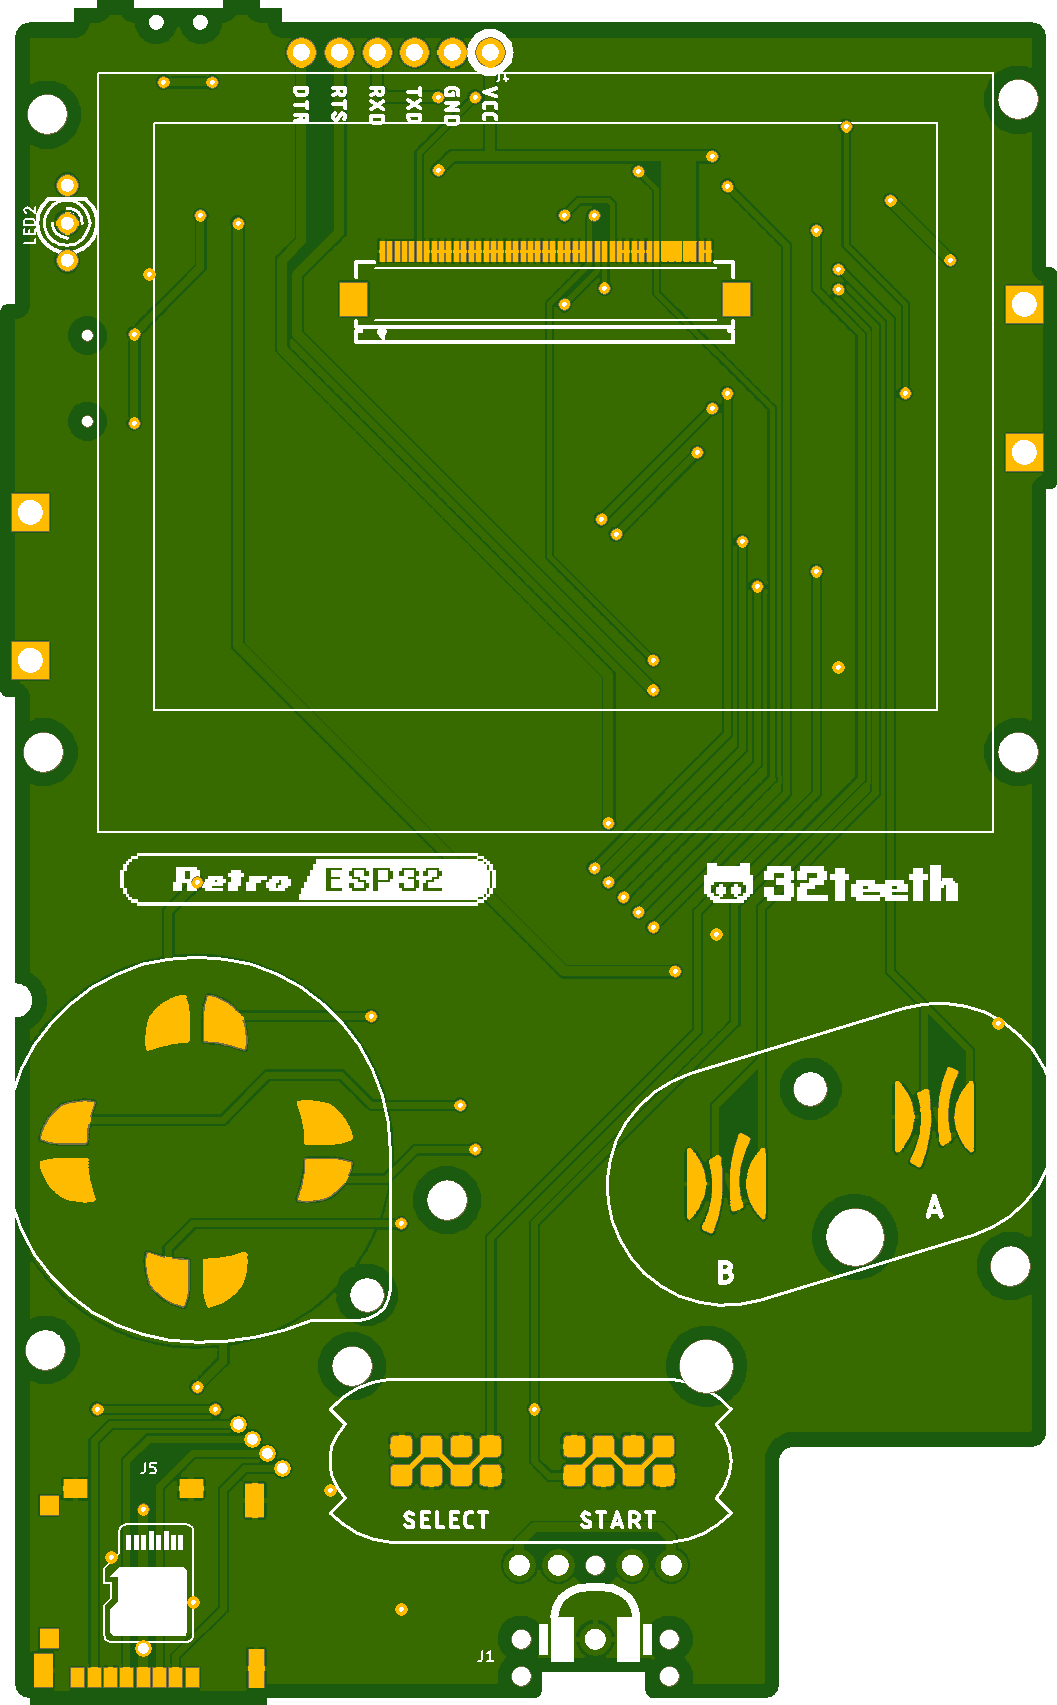 J4
DTR
RTS
RXD
TXD
GND
VCC
LED2
Retro ESP32
32teeth
A
B
J5
SELECT START
J1